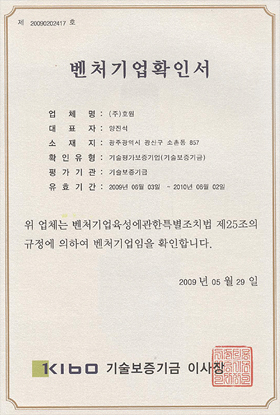 제 20090202417 호
벤처기업확인서
업 체 명 : (주)호원
대 표 자 : 양진석
소 재 지 : 광주광역시 광산구 소촌동 857
확인유형 : 기술평가보증기업(기술보증기금)
평가기관 : 기술보증기금
유효기간 : 2009년 06월 03일 ~ 2010년 06월 02일
위 업체는 벤처기업육성에관한특별조치법 제25조의
규정에 의하여 벤처기업임을 확인합니다.
2009 년 05 월 29 일
KIBO 기술보증기금 이사장